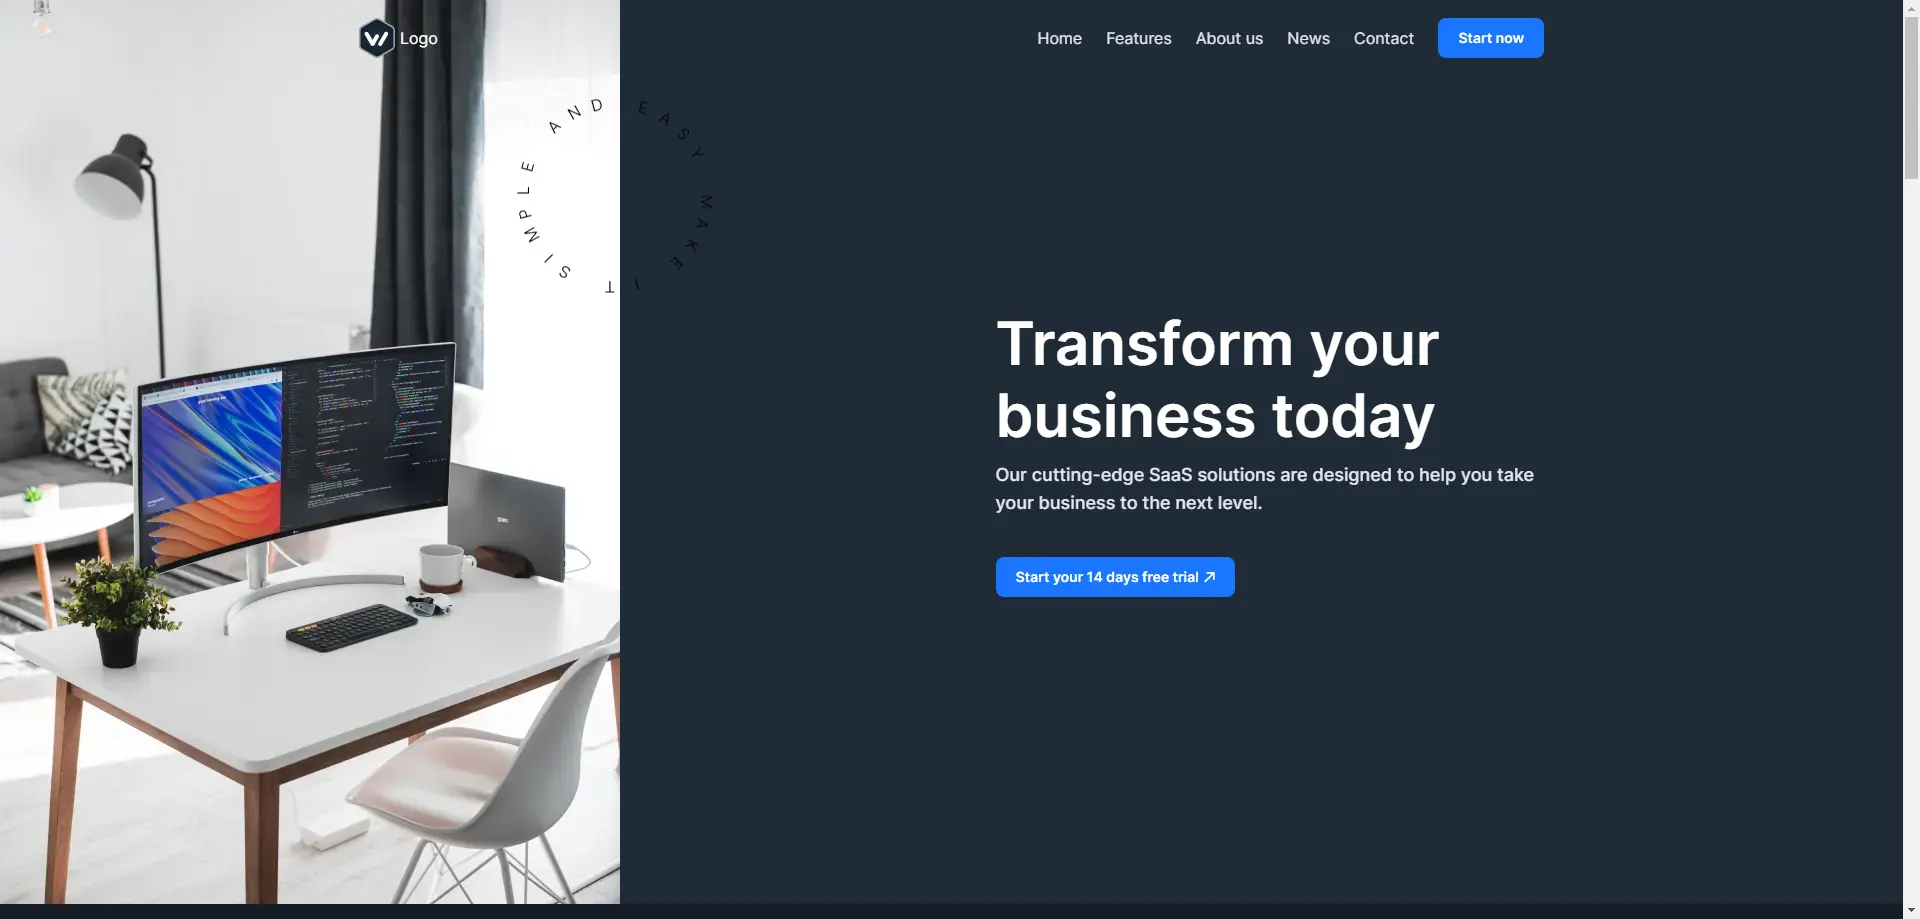 Logo
Home
Features
About us
News
Contact
Start now
MAKE IT SIMPLE AND EASY
Transform your
business today
Our cutting-edge SaaS solutions are designed to help you take
your business to the next level.
Start your 14 days free trial
gram